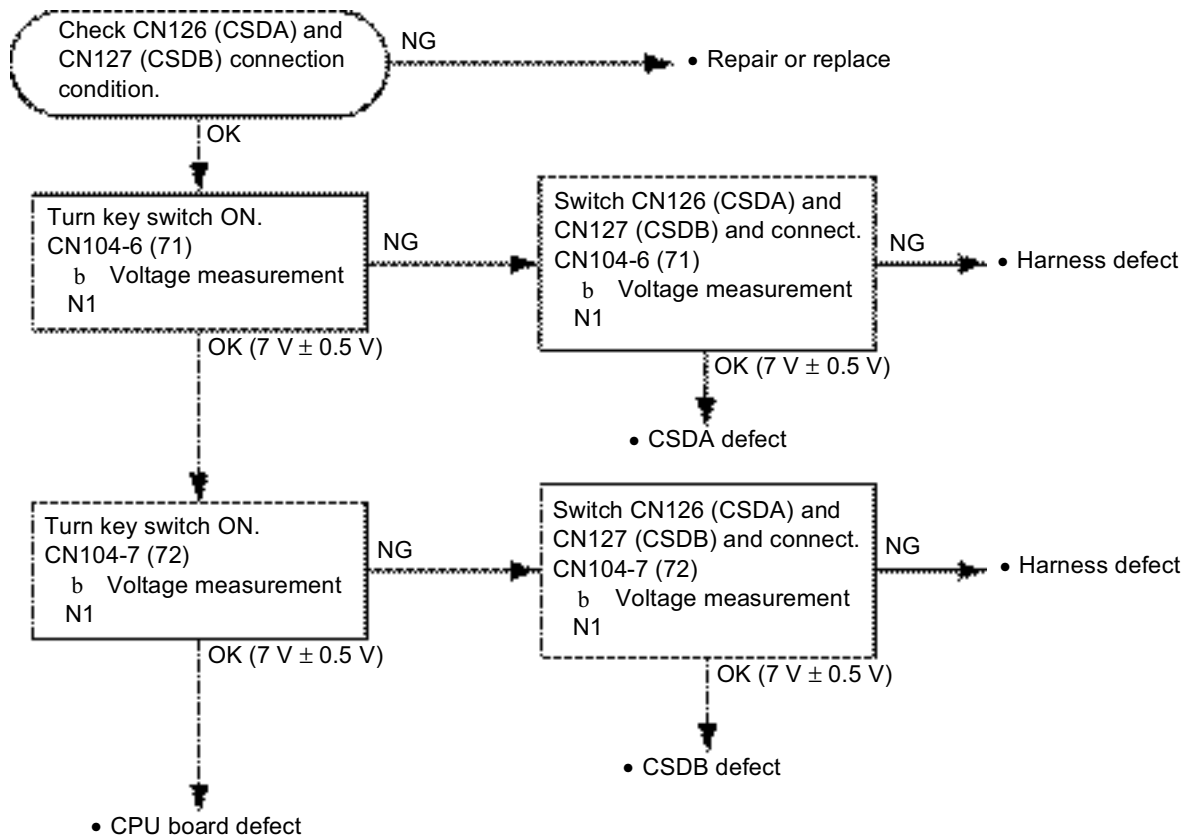 Check CN126 (CSDA) and
CN127 (CSDB) connection
condition.
NG
• Repair or replace
OK
Turn key switch ON.
CN104-6 (71)
b Voltage measurement
N1
NG
Switch CN126 (CSDA) and
CN127 (CSDB) and connect.
CN104-6 (71)
b Voltage measurement
N1
NG
• Harness defect
OK (7 V ± 0.5 V)
OK (7 V ± 0.5 V)
• CSDA defect
Turn key switch ON.
CN104-7 (72)
b Voltage measurement
N1
NG
Switch CN126 (CSDA) and
CN127 (CSDB) and connect.
CN104-7 (72)
b Voltage measurement
N1
NG
• Harness defect
OK (7 V ± 0.5 V)
OK (7 V ± 0.5 V)
• CSDB defect
• CPU board defect